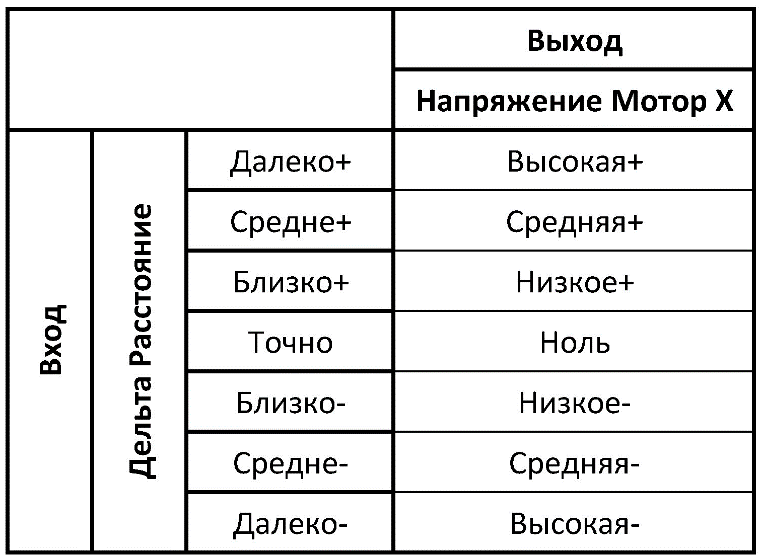 Выход
Напряжение Мотор X
Вход
Дельта Расстояние
Далеко+
Высокая+
Средне+
Средняя+
Близко+
Низкое+
Точно
Ноль
Близко-
Низкое-
Средне-
Средняя-
Далеко-
Высокая-